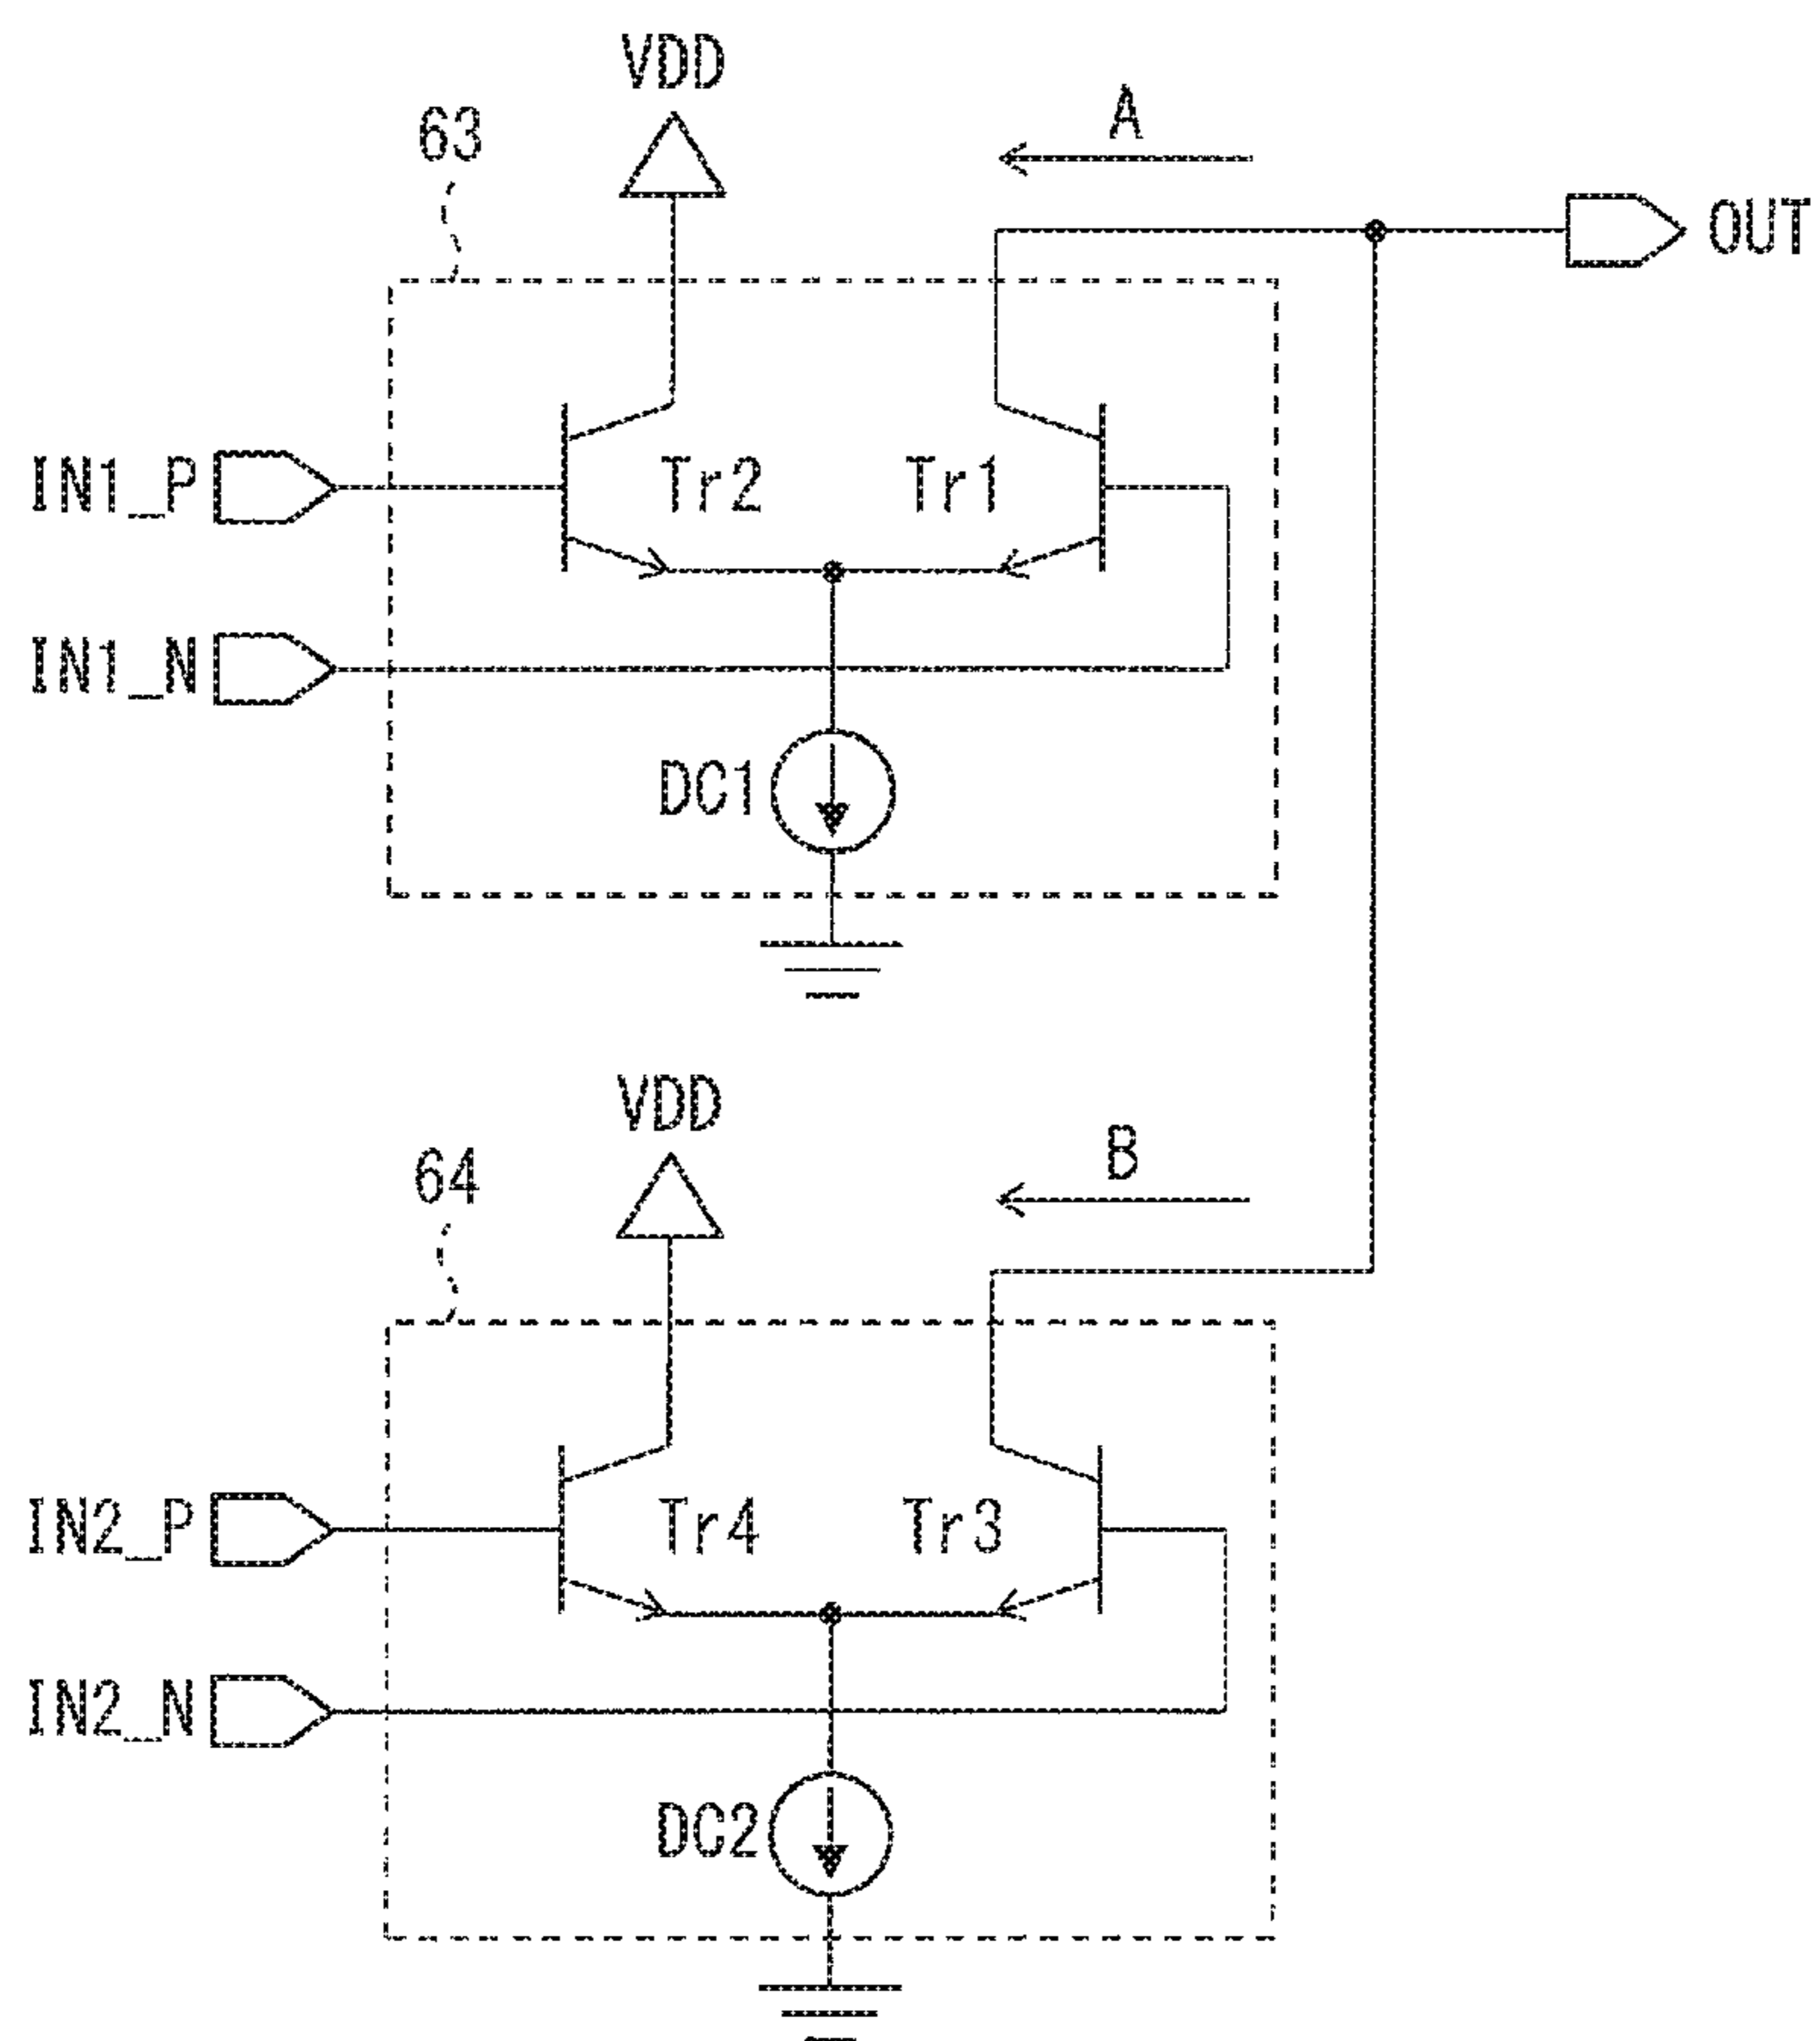 VDD
63
A
OUT
IN1_P
Tr2
Tr1
IN1_N
DC1
VDD
64
B
IN2_P
Tr4
Tr3
IN2_N
DC2